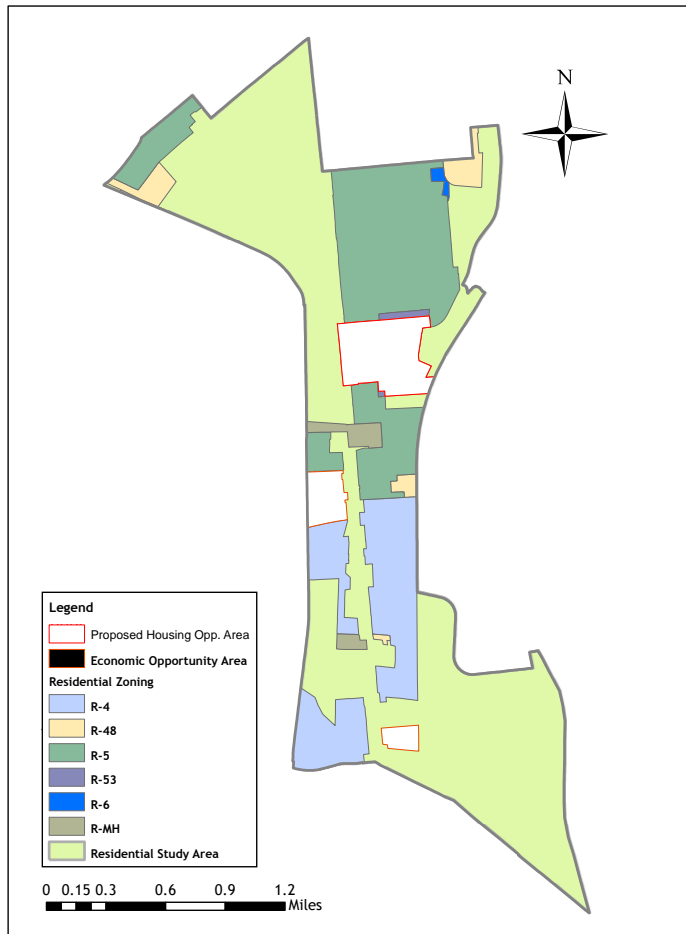 N
Legend
Proposed Housing Opp. Area
Economic Opportunity Area
Residential Zoning
R-4
R-48
R-5
R-53
R-6
R-MH
Residential Study Area
0 0.15 0.3 0.6 0.9 1.2
Miles